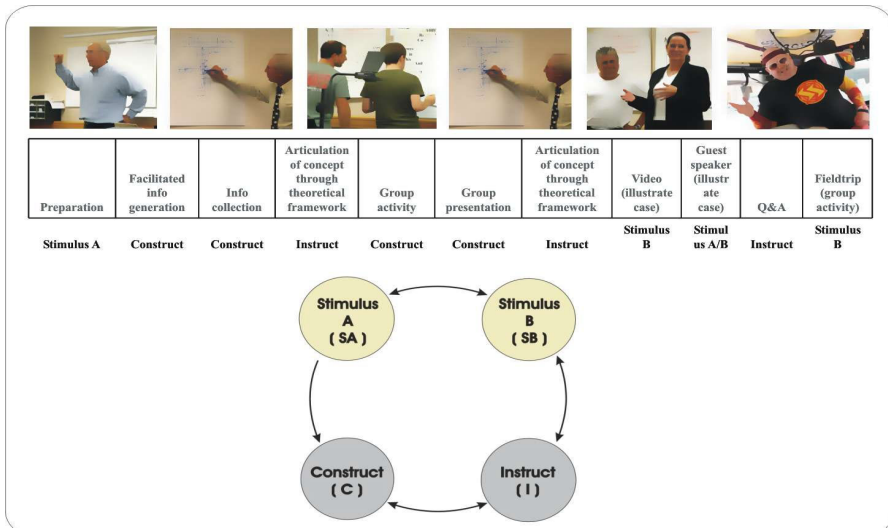 Preparation
Facilitated
info
generation
Info
collection
Articulation
of concept
through
theoretical
framework
Group
activity
Group
presentation
Articulation
of concept
through
theoretical
framework
Video
(illustrate
case)
Guest
speaker
(illustr
ate
case)
Q&A
Fieldtrip
(group
activity)
Stimulus A
Construct
Construct
Instruct
Construct
Construct
Instruct
Stimulus
B
Stimul
us A/B
Instruct
Stimulus
B
Stimulus
A
( SA )
Stimulus
B
( SB )
Construct
( C )
Instruct
( I )